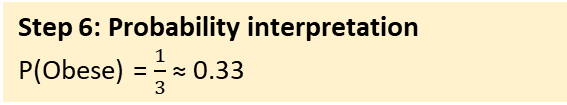 Step 6: Probability interpretation
P(Obese) = 1/3 ≈ 0.33